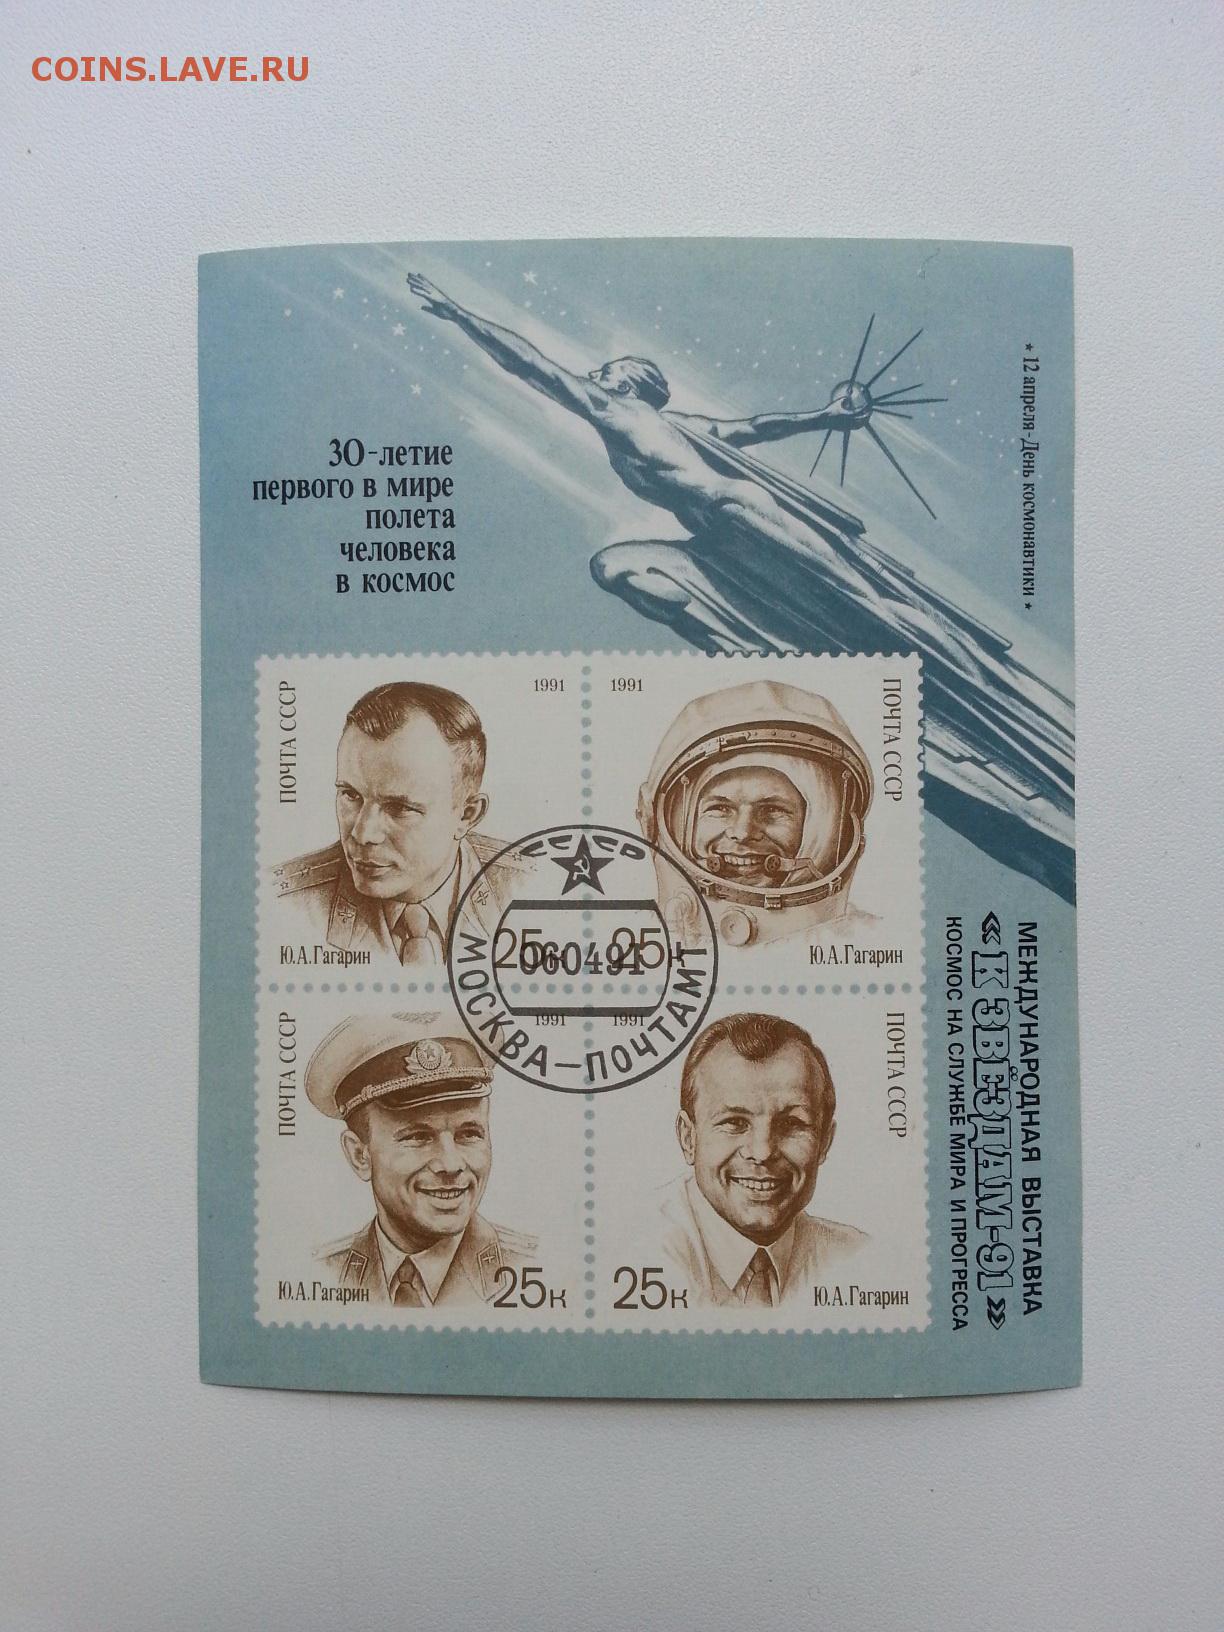 COINS.LAVE.RU
30-летие
первого в мире
полета
человека
в космос
* 12 апреля-День космонавтики *
ПОЧТА СССР
1991
Ю.А.Гагарин
25к
1991
ПОЧТА СССР
25к
Ю.А.Гагарин
СССР
060491
МОСКВА–ПОЧТАМТ
ПОЧТА СССР
1991
Ю.А.Гагарин
25к
1991
ПОЧТА СССР
25к
Ю.А.Гагарин
МЕЖДУНАРОДНАЯ ВЫСТАВКА
«К ЗВЁЗДАМ-91»
КОСМОС НА СЛУЖБЕ МИРА И ПРОГРЕССА